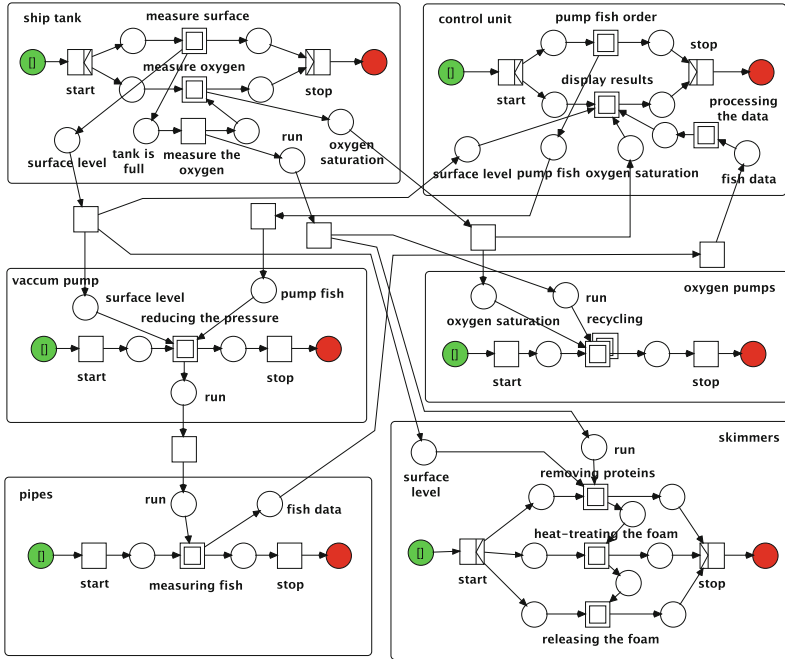 ship tank
measure surface
[]
start
measure oxygen
stop
surface level
tank is
full
measure the
oxygen
run
oxygen
saturation
control unit
pump fish order
stop
[]
start
display results
processing
the data
surface level
pump fish
oxygen saturation
fish data
vaccum pump
surface level
pump fish
reducing the pressure
[]
start
stop
run
oxygen pumps
run
oxygen saturation
recycling
[]
start
stop
pipes
run
fish data
[]
start
measuring fish
stop
skimmers
run
surface
level
removing proteins
heat-treating the foam
[]
start
stop
releasing the foam